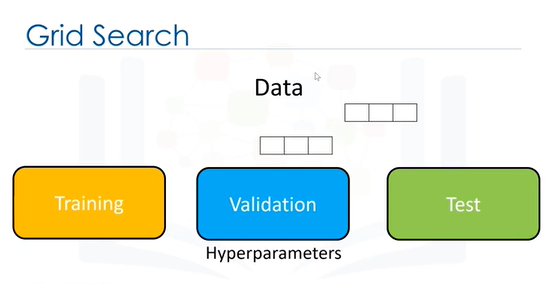 Grid Search
Data
Training
Validation
Test
Hyperparameters